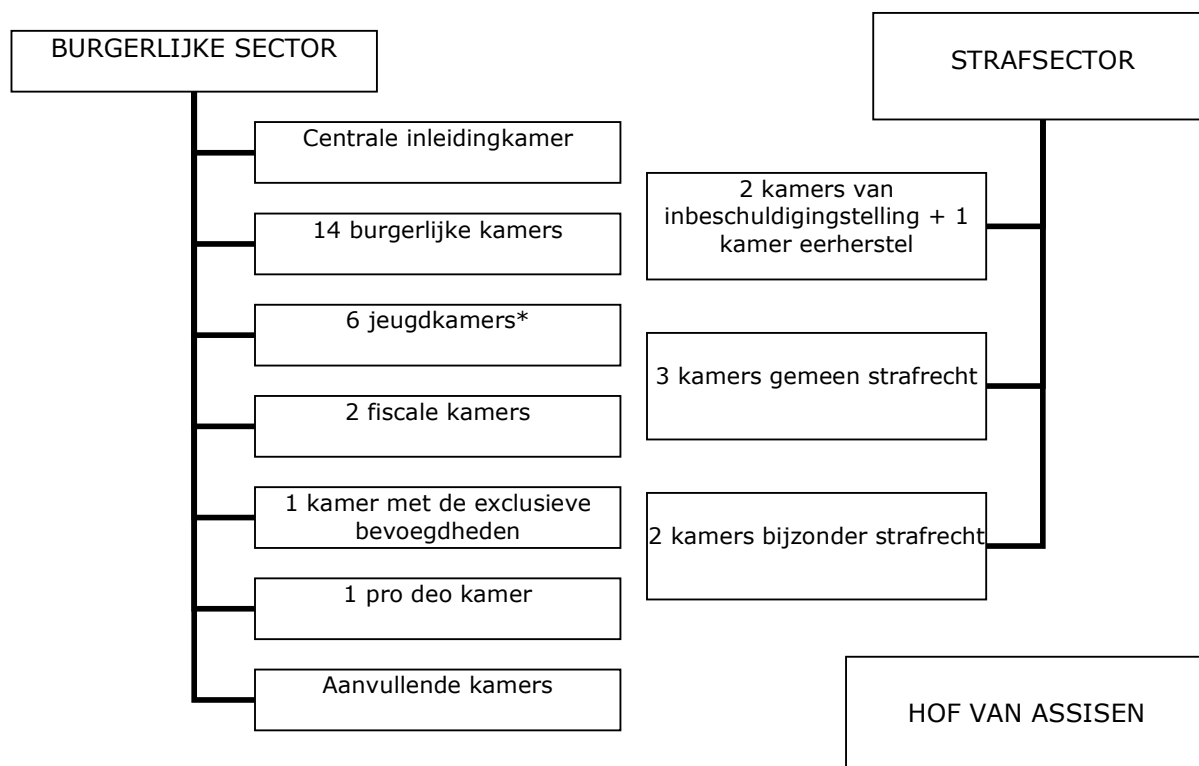 BURGERLIJKE SECTOR
Centrale inleidingkamer
14 burgerlijke kamers
6 jeugdkamers*
2 fiscale kamers
1 kamer met de exclusieve
bevoegdheden
1 pro deo kamer
Aanvullende kamers
STRAFSECTOR
2 kamers van
inbeschuldigingstelling + 1
kamer eerherstel
3 kamers gemeen strafrecht
2 kamers bijzonder strafrecht
HOF VAN ASSISEN